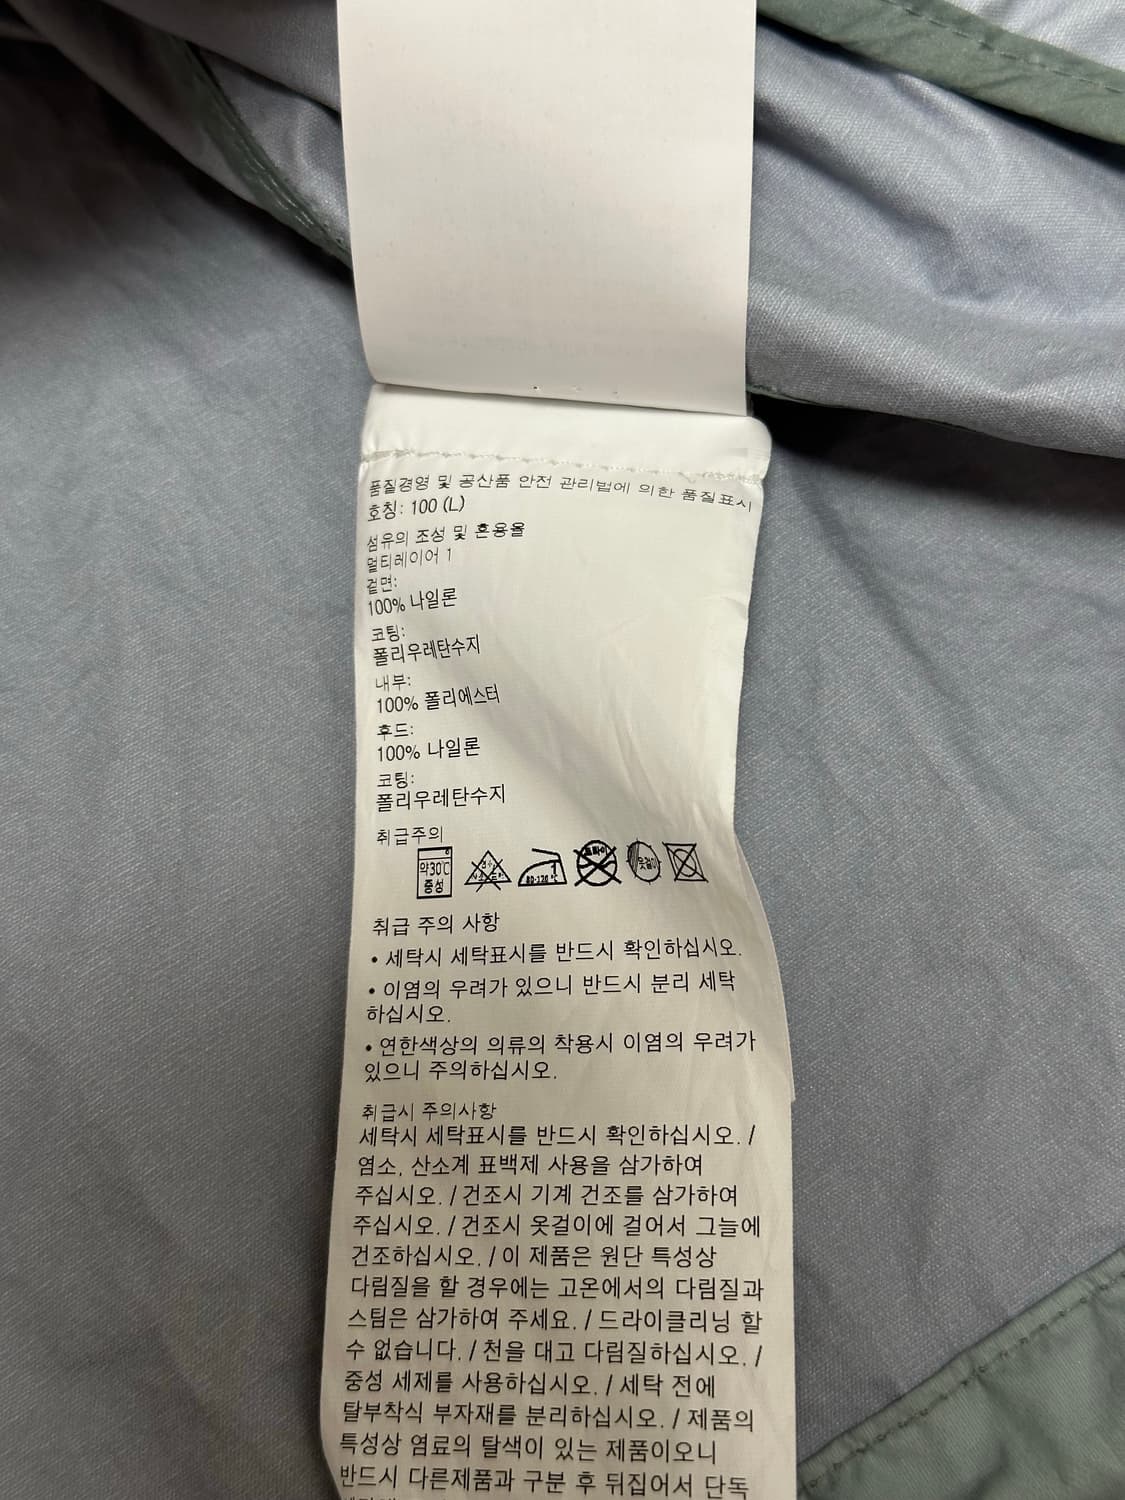 품질경영 및 공산품 안전 관리법에 의한 품질표시
호칭: 100 (L)
섬유의 조성 및 혼용율
멀티레이어 1
겉면:
100% 나일론
코팅:
폴리우레탄수지
내부:
100% 폴리에스터
후드:
100% 나일론
코팅:
폴리우레탄수지
취급주의
약30℃
중성
80-120℃
옷걸이
취급 주의 사항
• 세탁시 세탁표시를 반드시 확인하십시오.
• 이염의 우려가 있으니 반드시 분리 세탁
하십시오.
• 연한색상의 의류의 착용시 이염의 우려가
있으니 주의하십시오.
취급시 주의사항
세탁시 세탁표시를 반드시 확인하십시오. /
염소, 산소계 표백제 사용을 삼가하여
주십시오. / 건조시 기계 건조를 삼가하여
주십시오. / 건조시 옷걸이에 걸어서 그늘에
건조하십시오. / 이 제품은 원단 특성상
다림질을 할 경우에는 고온에서의 다림질과
스팀은 삼가하여 주세요. / 드라이클리닝 할
수 없습니다. / 천을 대고 다림질하십시오. /
중성 세제를 사용하십시오. / 세탁 전에
탈부착식 부자재를 분리하십시오. / 제품의
특성상 염료의 탈색이 있는 제품이오니
반드시 다른제품과 구분 후 뒤집어서 단독